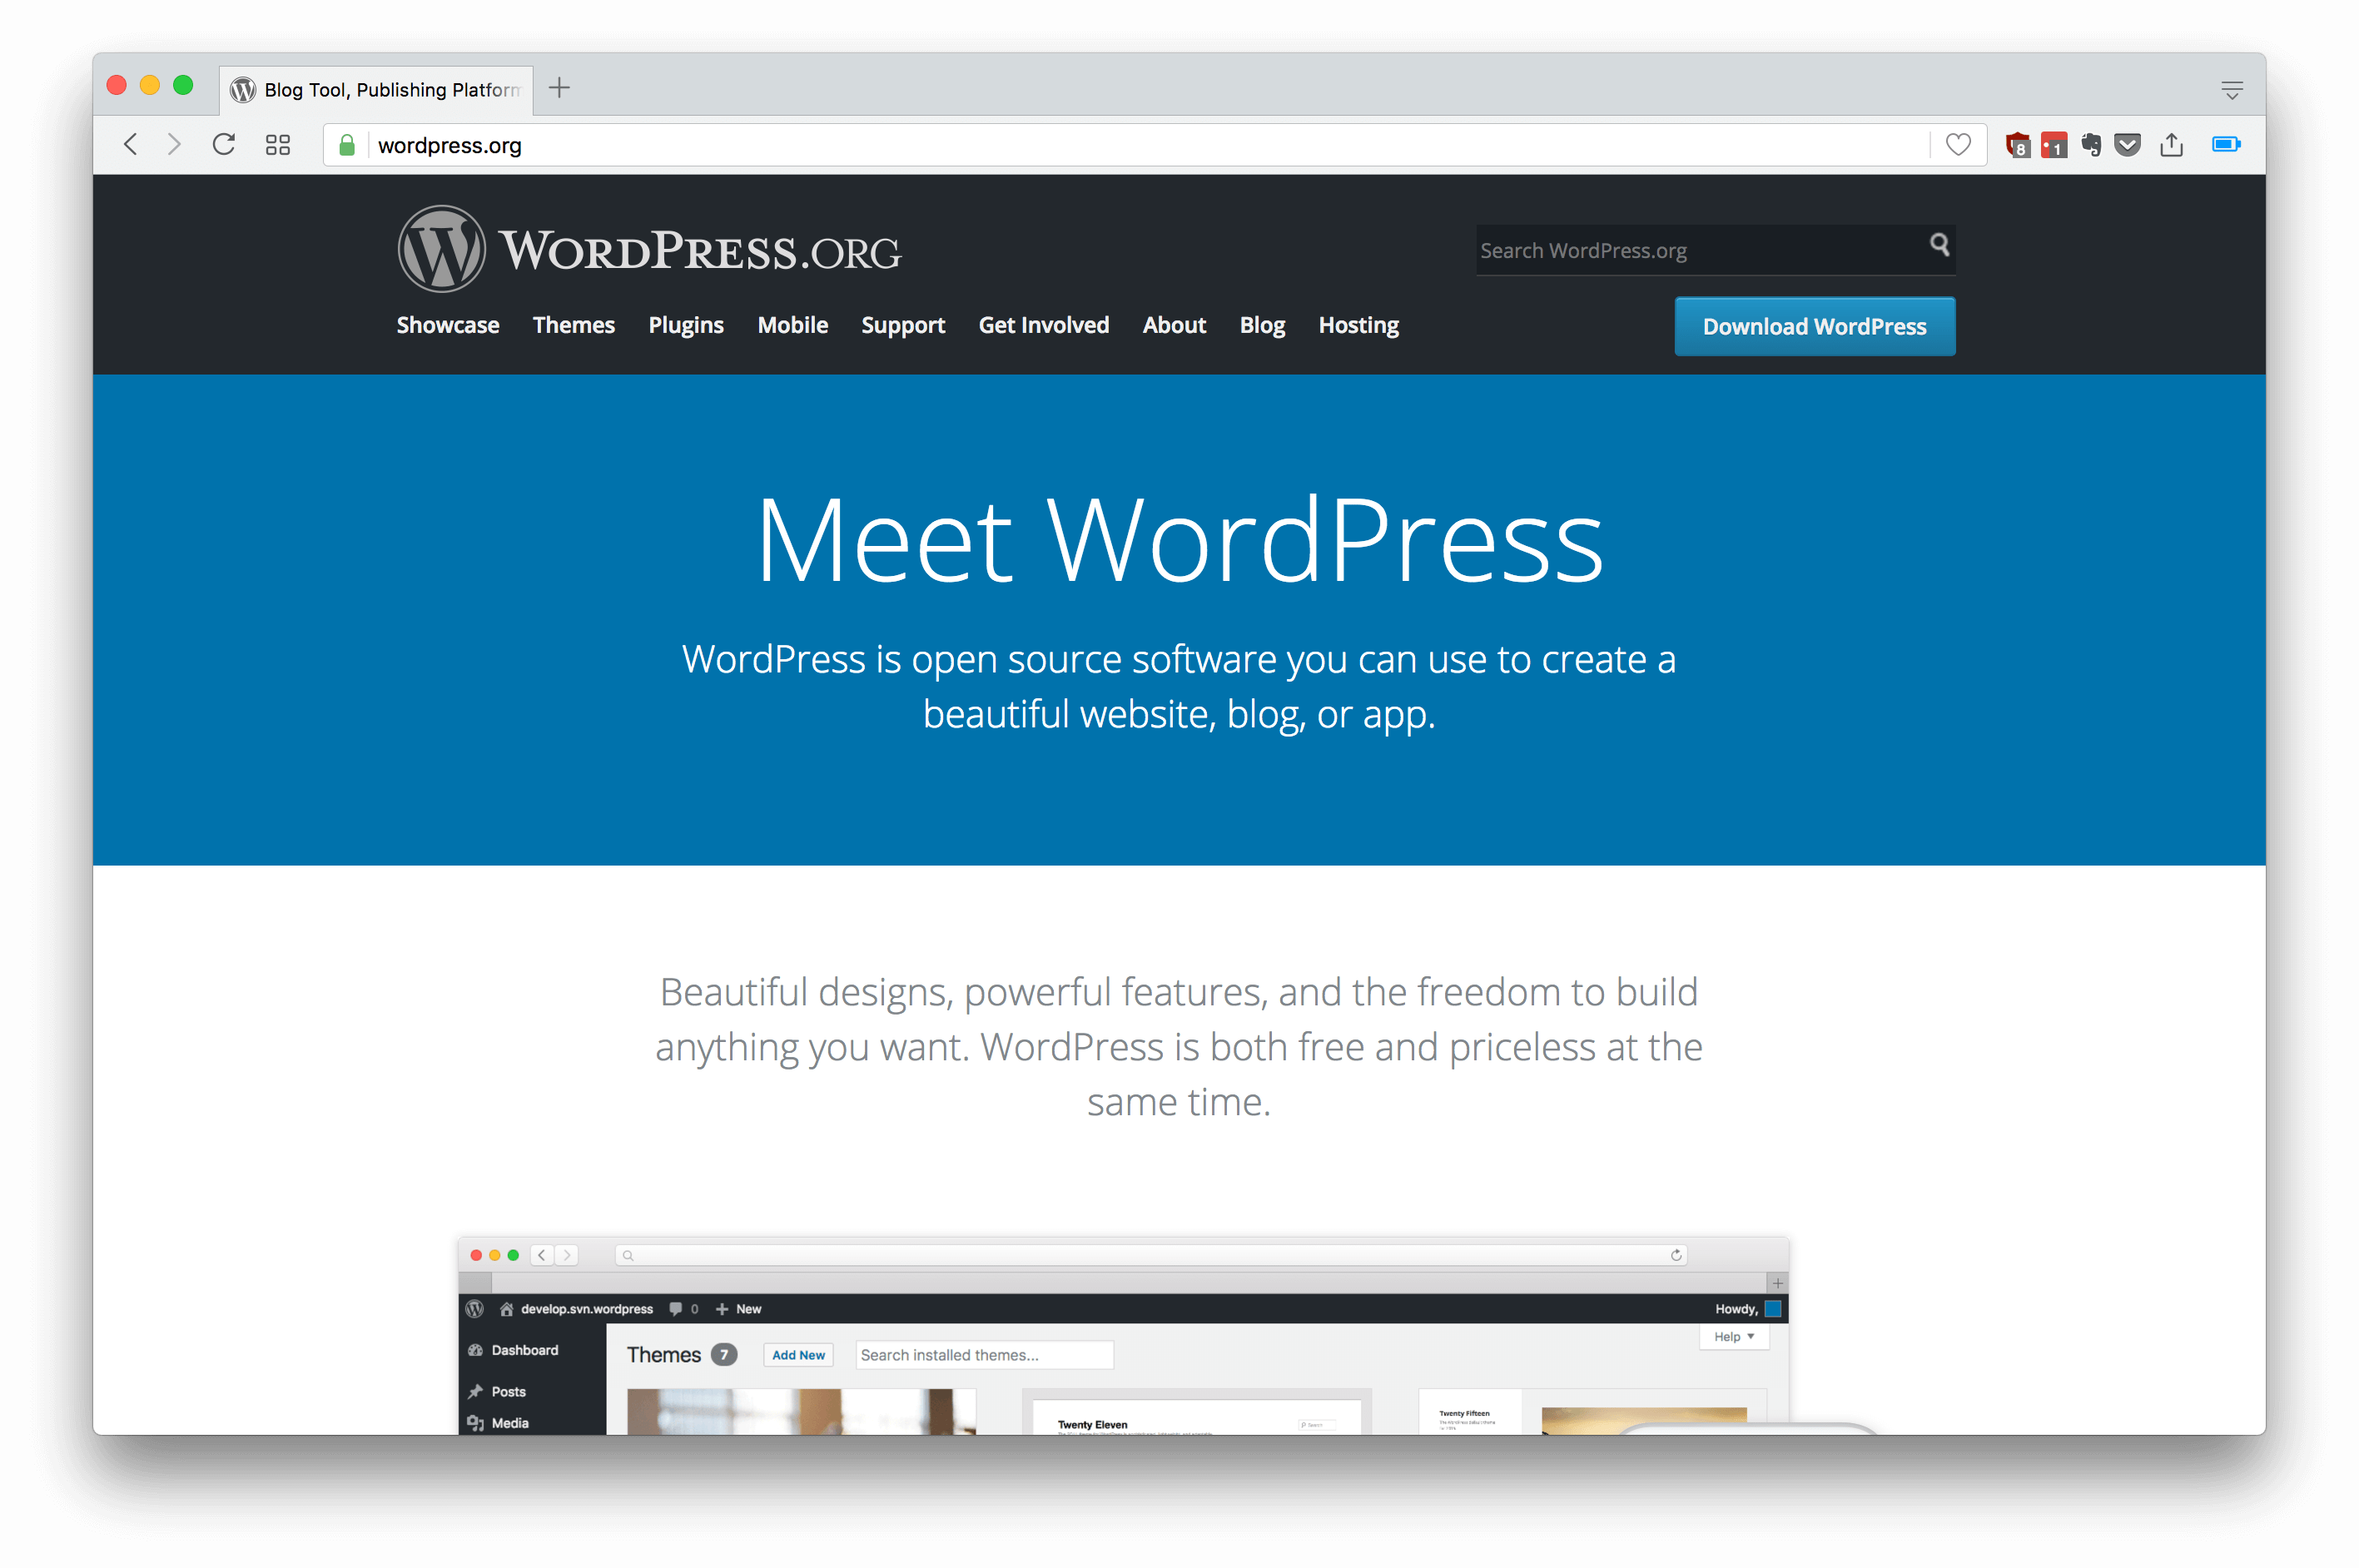 Blog Tool, Publishing Platform
wordpress.org
8
1
WORDPRESS.ORG
Search WordPress.org
Showcase Themes Plugins Mobile Support Get Involved About Blog Hosting
Download WordPress
Meet WordPress
WordPress is open source software you can use to create a
beautiful website, blog, or app.
Beautiful designs, powerful features, and the freedom to build
anything you want. WordPress is both free and priceless at the
same time.
develop.svn.wordpress 0 New
Howdy,
Help
Dashboard
Themes 7 Add New Search installed themes...
Posts
Media
Twenty Eleven
Search
Twenty Fifteen